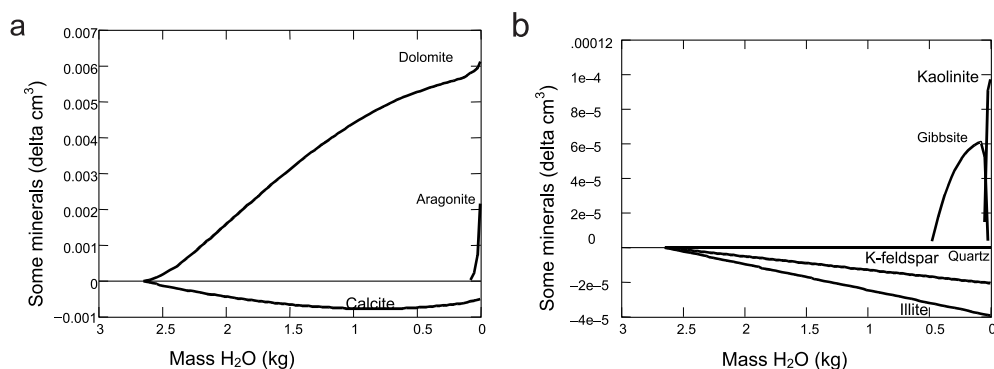 a
Some minerals (delta cm³)
0.007
0.006
0.005
0.004
0.003
0.002
0.001
0
−0.001
Dolomite
Aragonite
Calcite
3 2.5 2 1.5 1 0.5 0
Mass H₂O (kg)
b
Some minerals (delta cm³)
.00012
1e−4
8e−5
6e−5
4e−5
2e−5
0
−2e−5
−4e−5
Kaolinite
Gibbsite
K-feldspar
Quartz
Illite
3 2.5 2 1 0.5 0
Mass H₂O (kg)